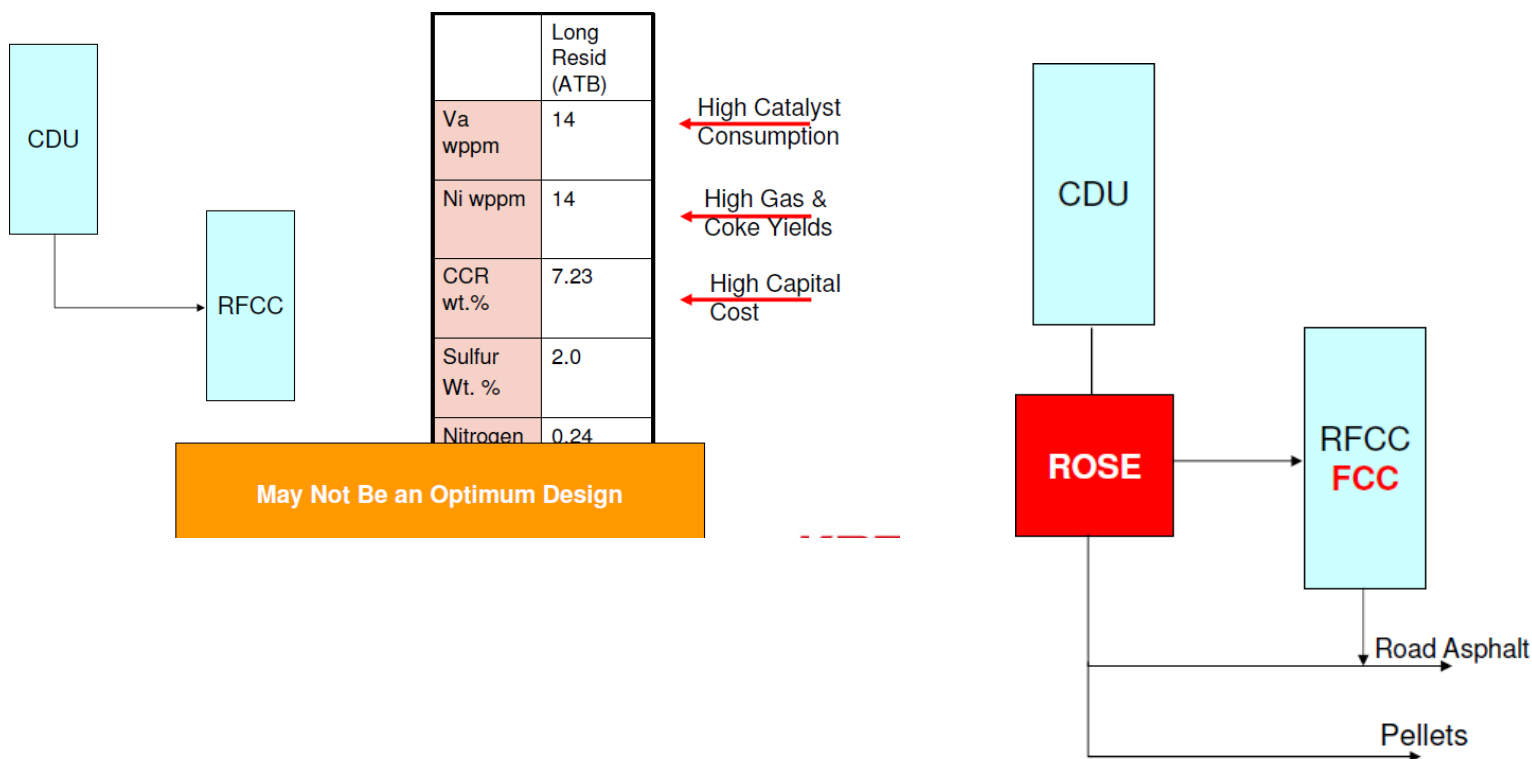 CDU
RFCC
Long
Resid
(ATB)
Va
wppm
14
Ni wppm
14
CCR
wt.%
7.23
Sulfur
Wt. %
2.0
Nitrogen
0.24
High Catalyst
Consumption
High Gas &
Coke Yields
High Capital
Cost
May Not Be an Optimum Design
CDU
ROSE
RFCC
FCC
Road Asphalt
Pellets